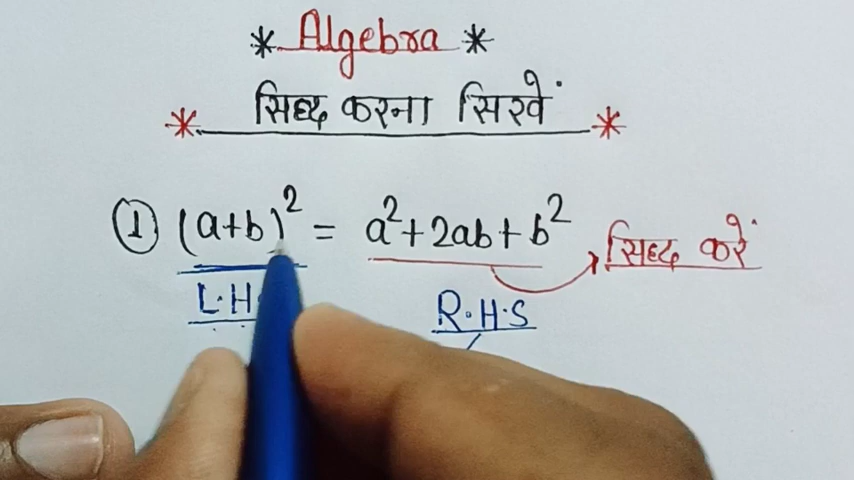 * Algebra *
* सिद्ध करना सिखें *
① (a+b)² = a²+2ab+b² सिद्ध करें
L.H R.H.S